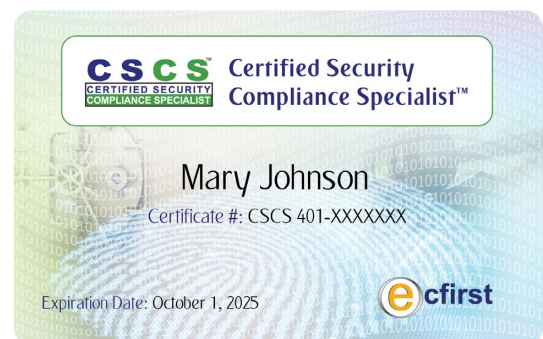 CSCS™
CERTIFIED SECURITY
COMPLIANCE SPECIALIST
Certified Security
Compliance Specialist™
Mary Johnson
Certificate #: CSCS 401-XXXXXXX
Expiration Date: October 1, 2025
ecfirst